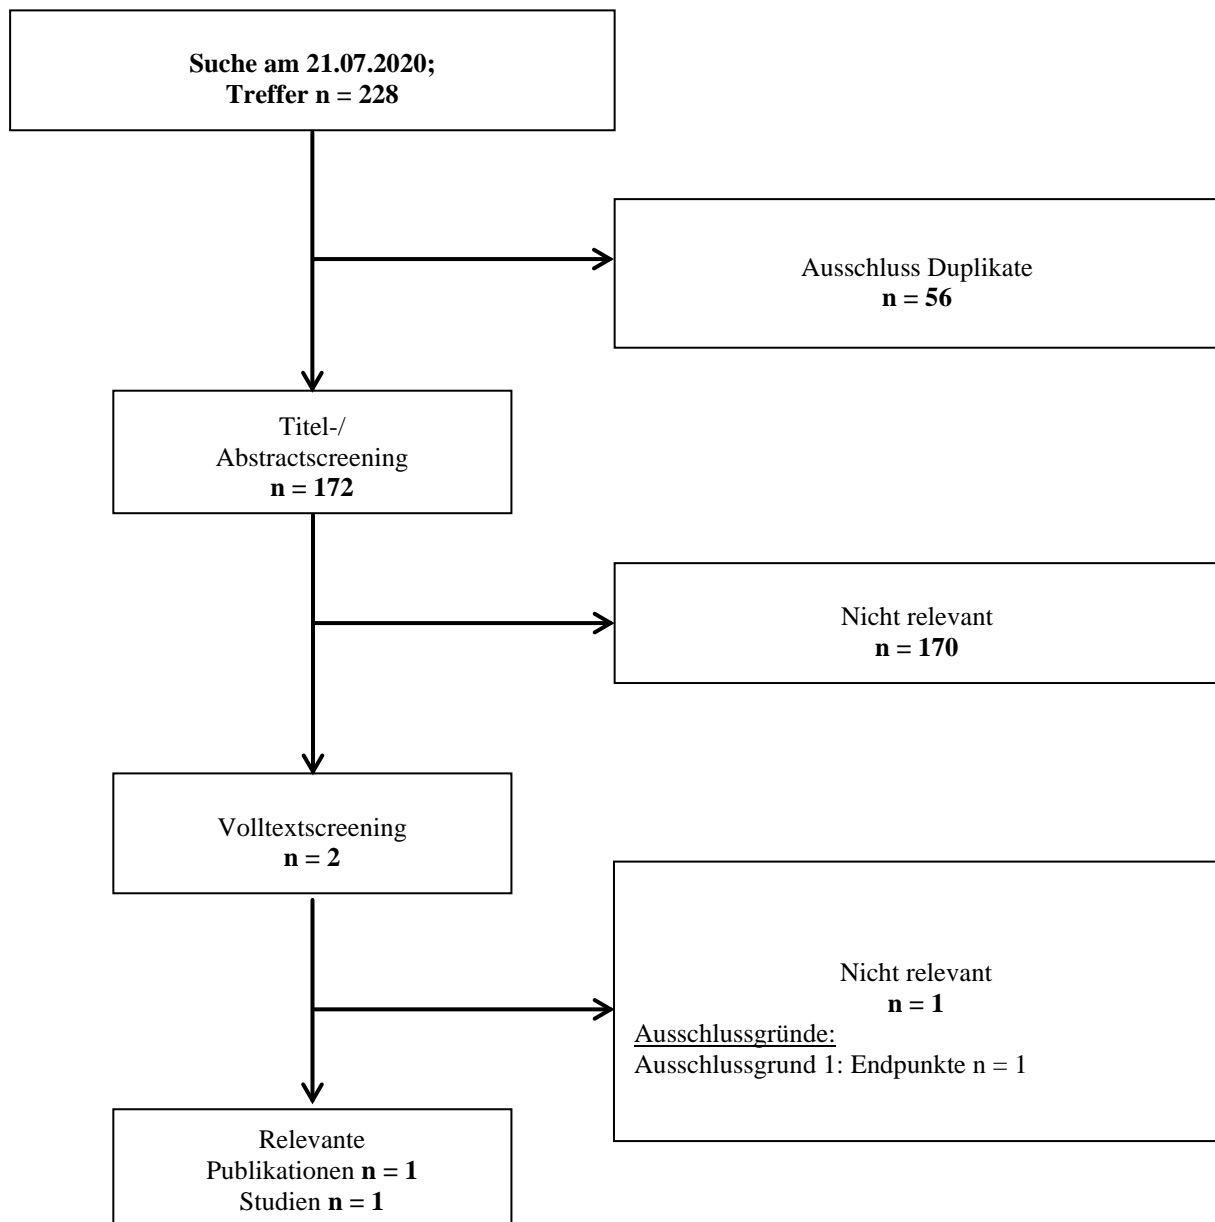 Suche am 21.07.2020;
Treffer n = 228
Ausschluss Duplikate
n = 56
Titel-/
Abstractscreening
n = 172
Nicht relevant
n = 170
Volltextscreening
n = 2
Nicht relevant
n = 1
Ausschlussgründe:
Ausschlussgrund 1: Endpunkte n = 1
Relevante
Publikationen n = 1
Studien n = 1